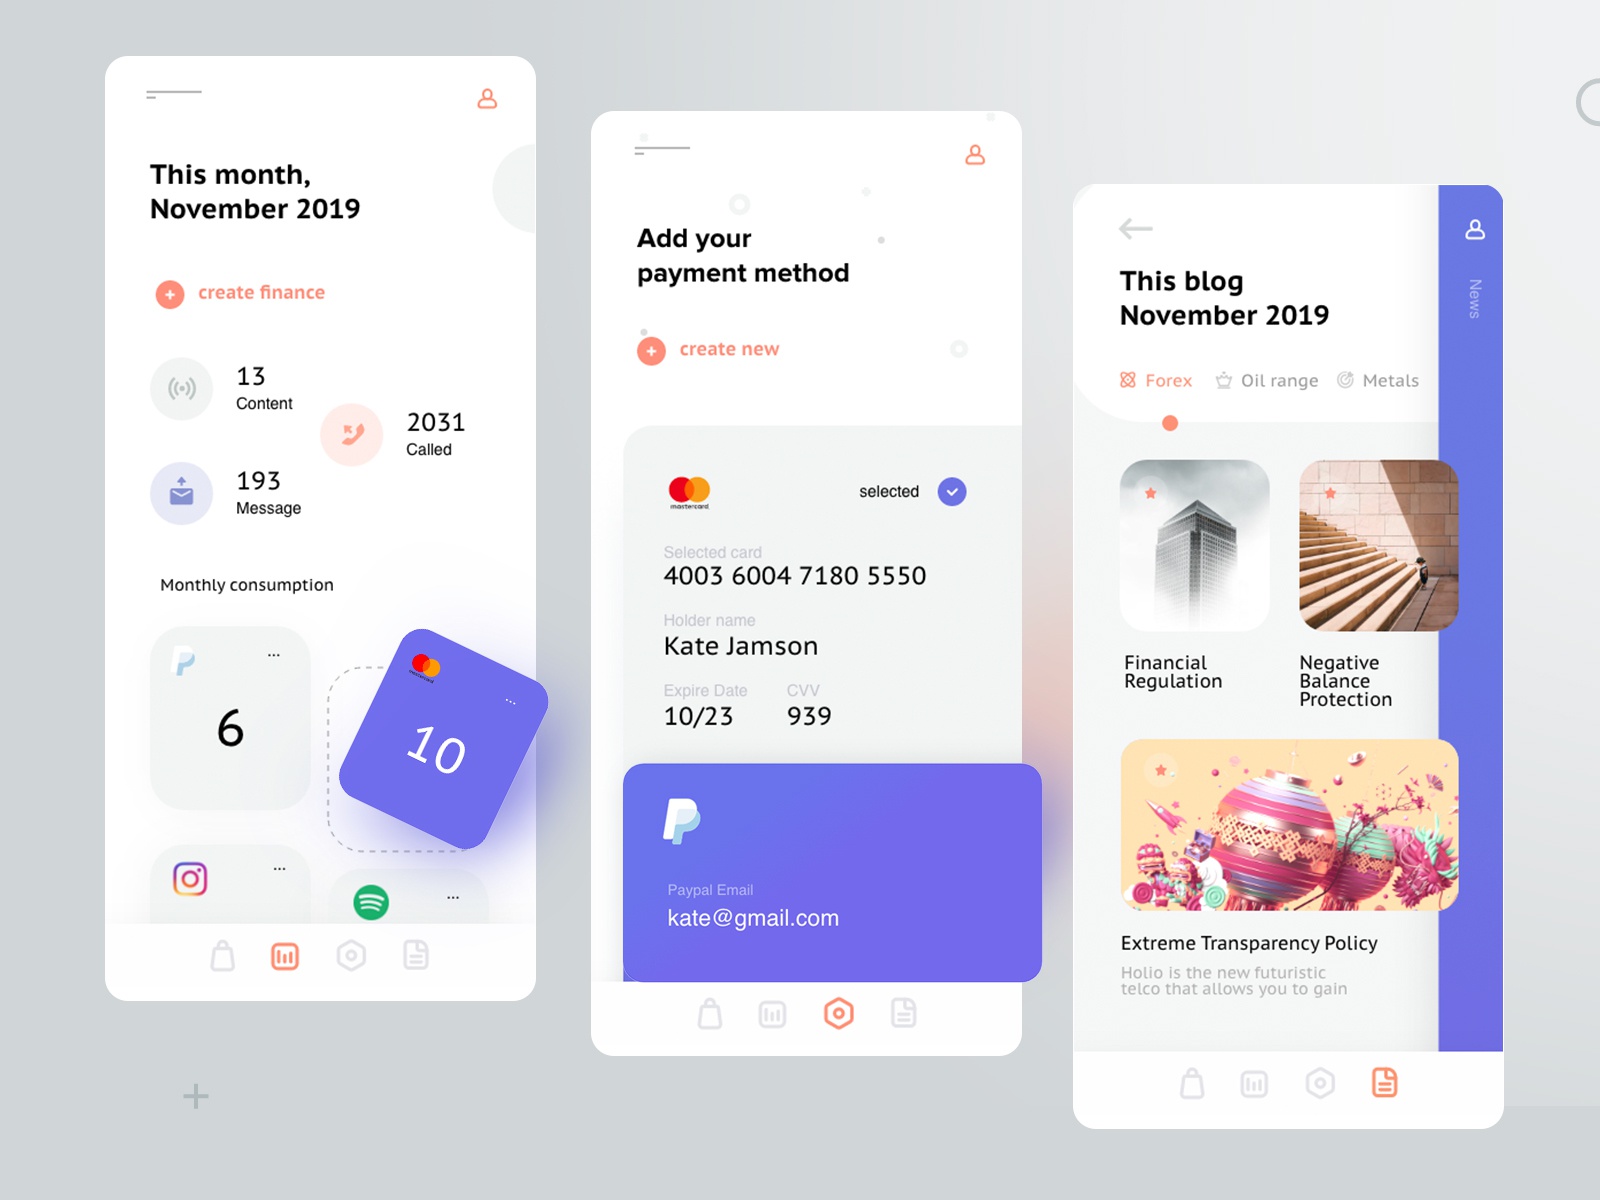 This month,
November 2019
create finance
13
Content
2031
Called
193
Message
Monthly consumption
...
6
mastercard
...
10
...
...
Add your
payment method
create new
mastercard
selected
Selected card
4003 6004 7180 5550
Holder name
Kate Jamson
Expire Date
CVV
10/23
939
Paypal Email
kate@gmail.com
News
This blog
November 2019
Forex
Oil range
Metals
Financial
Regulation
Negative
Balance
Protection
Extreme Transparency Policy
Holio is the new futuristic
telco that allows you to gain